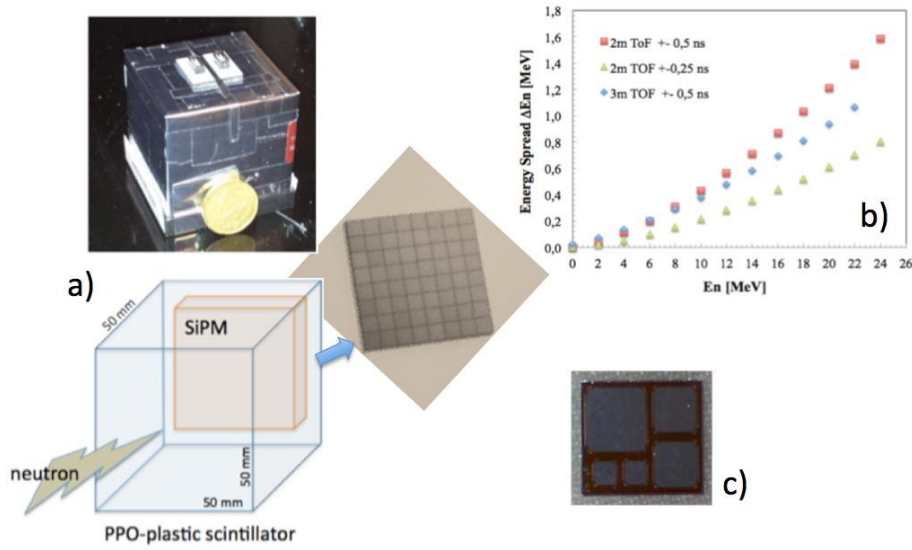 a)
50 mm
SiPM
50 mm
50 mm
neutron
PPO-plastic scintillator
Energy Spread ΔEn [MeV]
1,8
1,6
1,4
1,2
1,0
0,8
0,6
0,4
0,2
0,0
2m ToF +- 0,5 ns
2m TOF +-0,25 ns
3m TOF +- 0,5 ns
b)
0 2 4 6 8 10 12 14 16 18 20 22 24 26
En [MeV]
c)